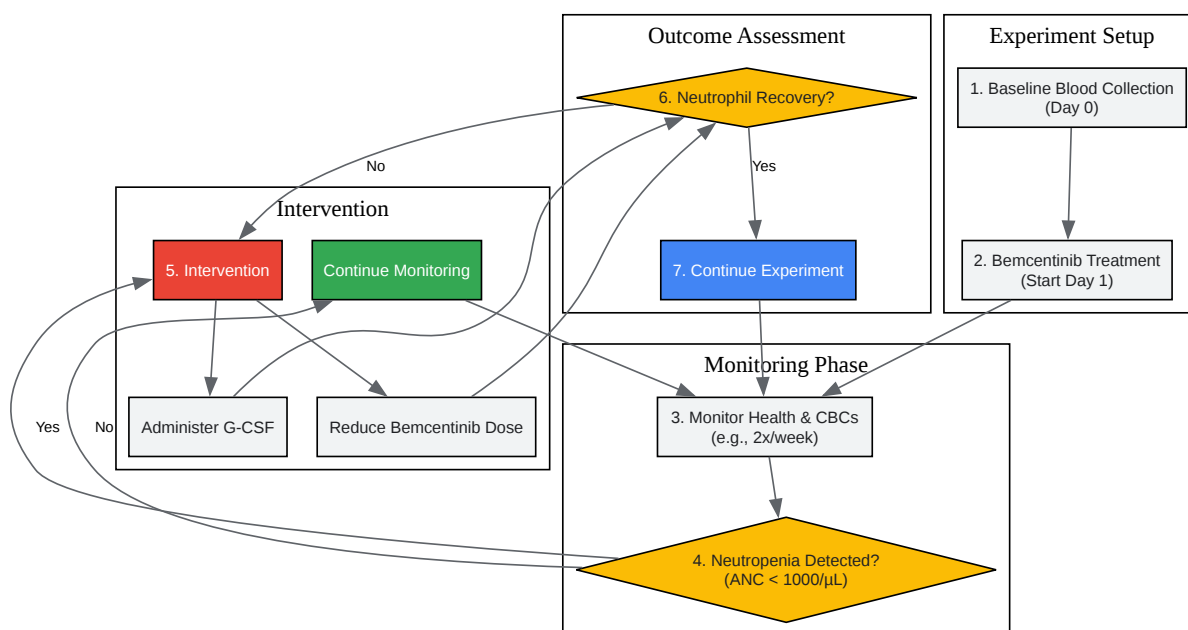 Outcome Assessment
Experiment Setup
6. Neutrophil Recovery?
1. Baseline Blood Collection
(Day 0)
No
Yes
Intervention
5. Intervention
Continue Monitoring
7. Continue Experiment
2. Bemcentinib Treatment
(Start Day 1)
Monitoring Phase
Administer G-CSF
Reduce Bemcentinib Dose
3. Monitor Health & CBCs
(e.g., 2x/week)
Yes
No
4. Neutropenia Detected?
(ANC < 1000/µL)